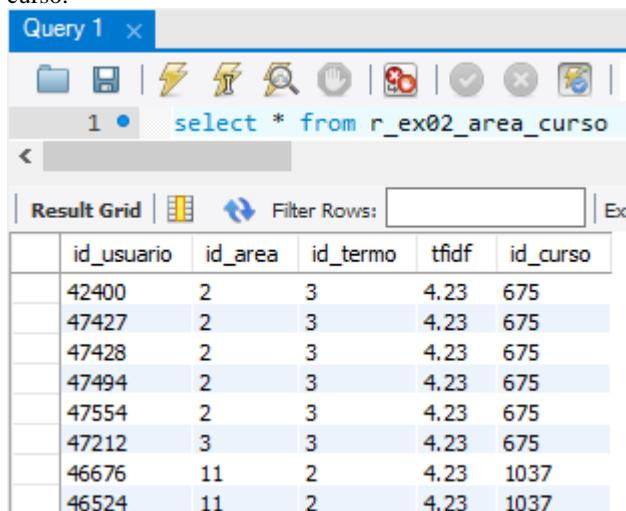 curso.
Query 1 ×
1 select * from r_ex02_area_curso
Result Grid Filter Rows: Ex
id_usuario id_area id_termo tfidf id_curso
42400 2 3 4.23 675
47427 2 3 4.23 675
47428 2 3 4.23 675
47494 2 3 4.23 675
47554 2 3 4.23 675
47212 3 3 4.23 675
46676 11 2 4.23 1037
46524 11 2 4.23 1037